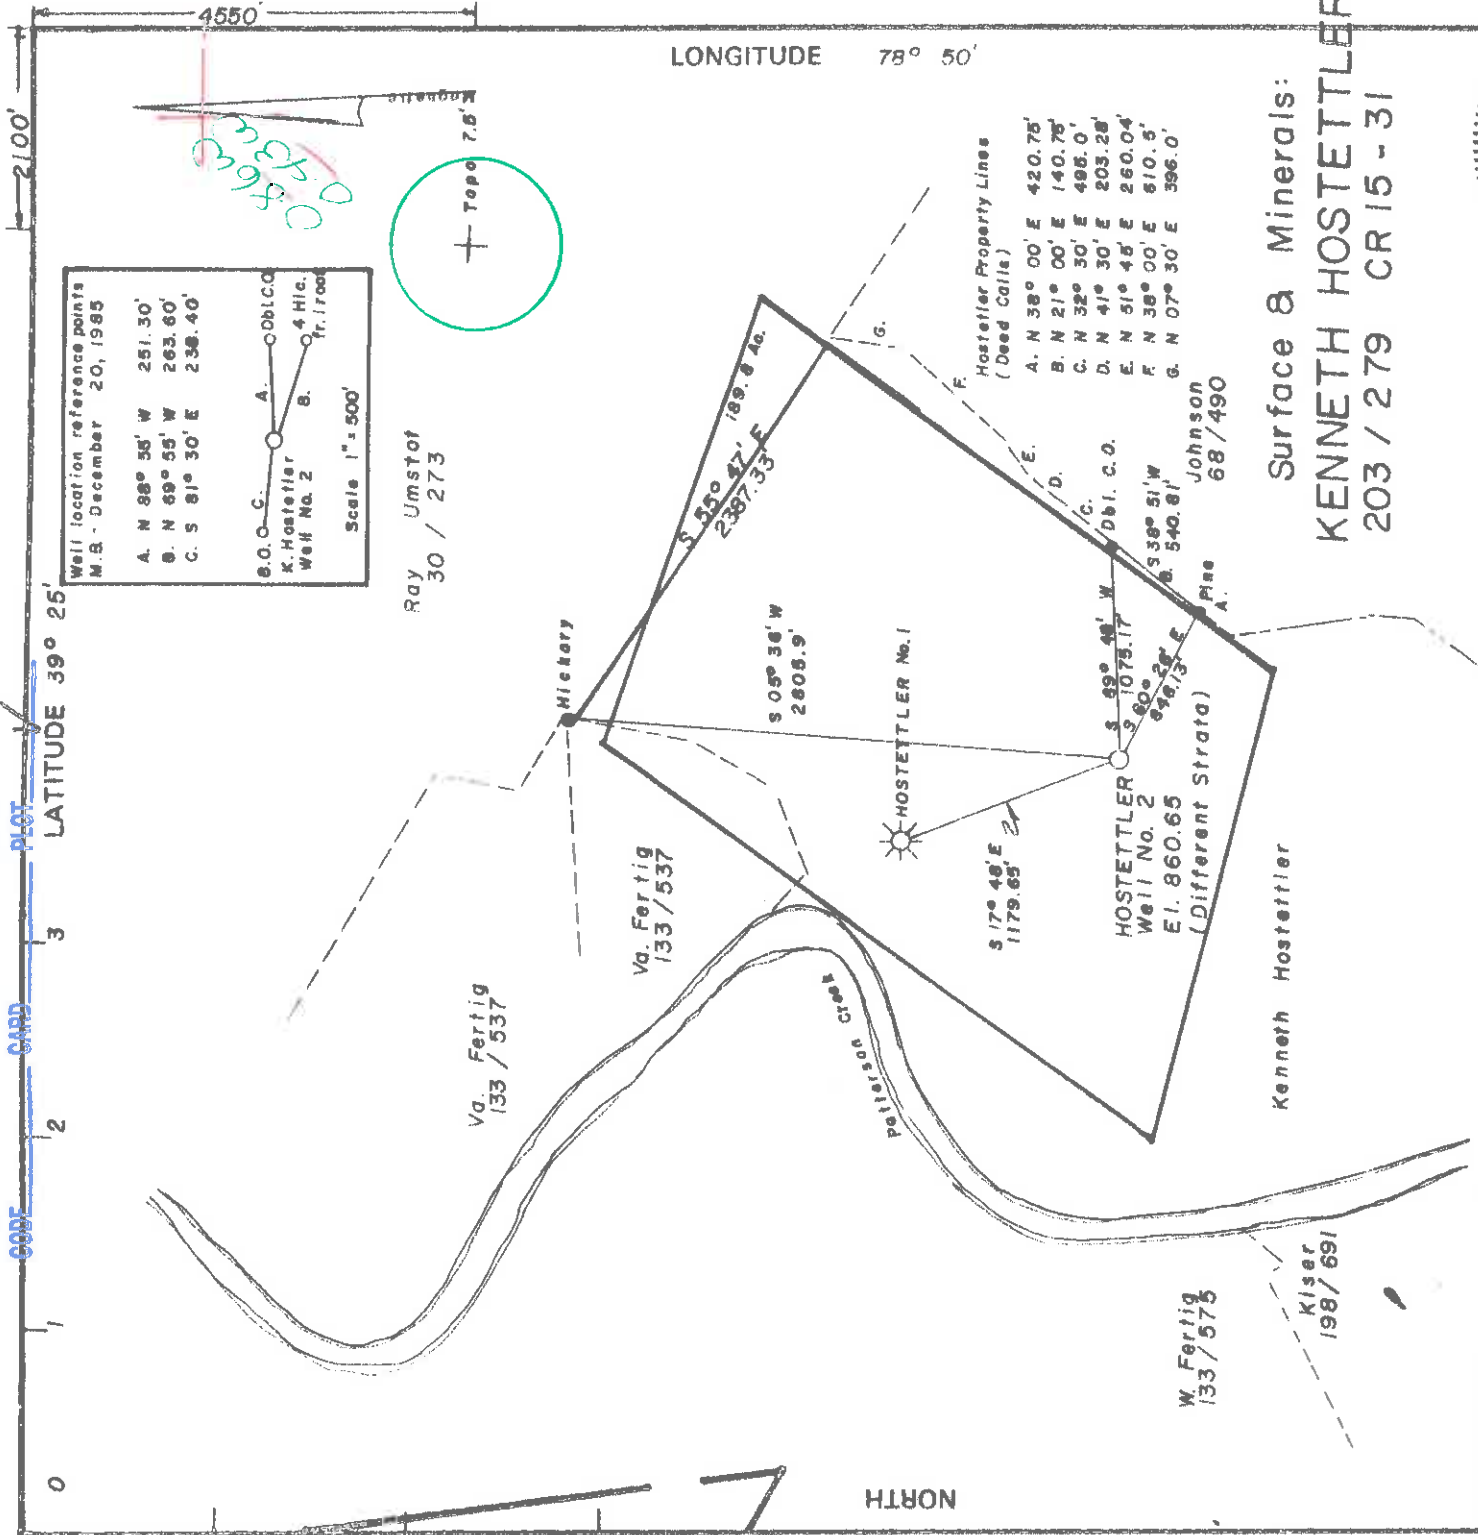 4550'
2100'
LONGITUDE 78° 50'
LATITUDE 39° 25'
CODE CARD PLOT
0 1 2 3
Magnetic
Topo 7.5'
Well location reference points
M.B. - December 20, 1985
A. N 88° 55' W 251.30'
B. N 69° 55' W 263.60'
C. S 81° 30' E 238.40'
B.O. C. A. Dbl.C.O.
K. Hostetler B. 4 Hic.
Well No. 2 fr. 1 root
Scale 1" = 500'
Ray Umstot
30 / 273
Hickory
189.8 Ac.
S 55° 47' E
2387.33'
S 05° 36' W
2805.9'
HOSTETTLER No. 1
S 17° 48' E
1179.65'
HOSTETTLER
Well No. 2
El. 860.65
(Different Strata)
S 89° 48' W
1075.17'
S 60° 26' E
848.13'
Dbl. C.O.
S 38° 51' W
540.81'
Pine
A.
B.
C.
D.
E.
F.
G.
Hostetler Property Lines
(Deed Calls)
A. N 38° 00' E 420.75'
B. N 21° 00' E 140.75'
C. N 32° 30' E 495.0'
D. N 41° 30' E 203.28'
E. N 51° 45' E 260.04'
F. N 38° 00' E 610.5'
G. N 07° 30' E 396.0'
Johnson
68/490
Surface & Minerals:
KENNETH HOSTETTLER
203 / 279 CR 15-31
Va. Fertig
133 / 537
Va. Fertig
133 / 537
Patterson Creek
Kenneth Hostettler
W. Fertig
133 / 575
Kiser
198/691
NORTH